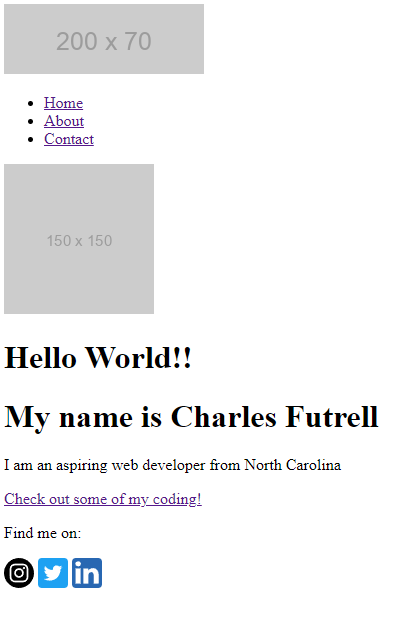 200 x 70
Home
About
Contact
150 x 150
Hello World!!
My name is Charles Futrell
I am an aspiring web developer from North Carolina
Check out some of my coding!
Find me on:
in